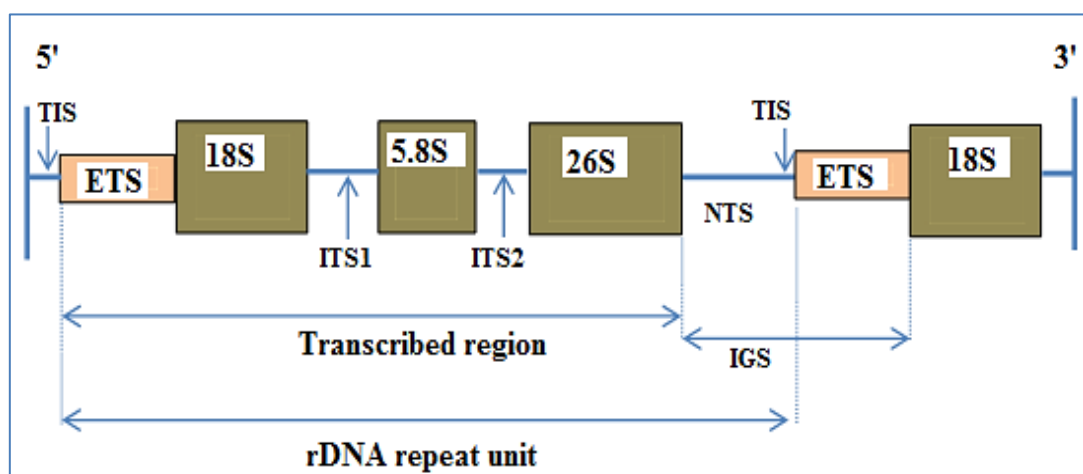 5'
3'
TIS
TIS
ETS
18S
5.8S
26S
ETS
18S
NTS
ITS1
ITS2
Transcribed region
IGS
rDNA repeat unit